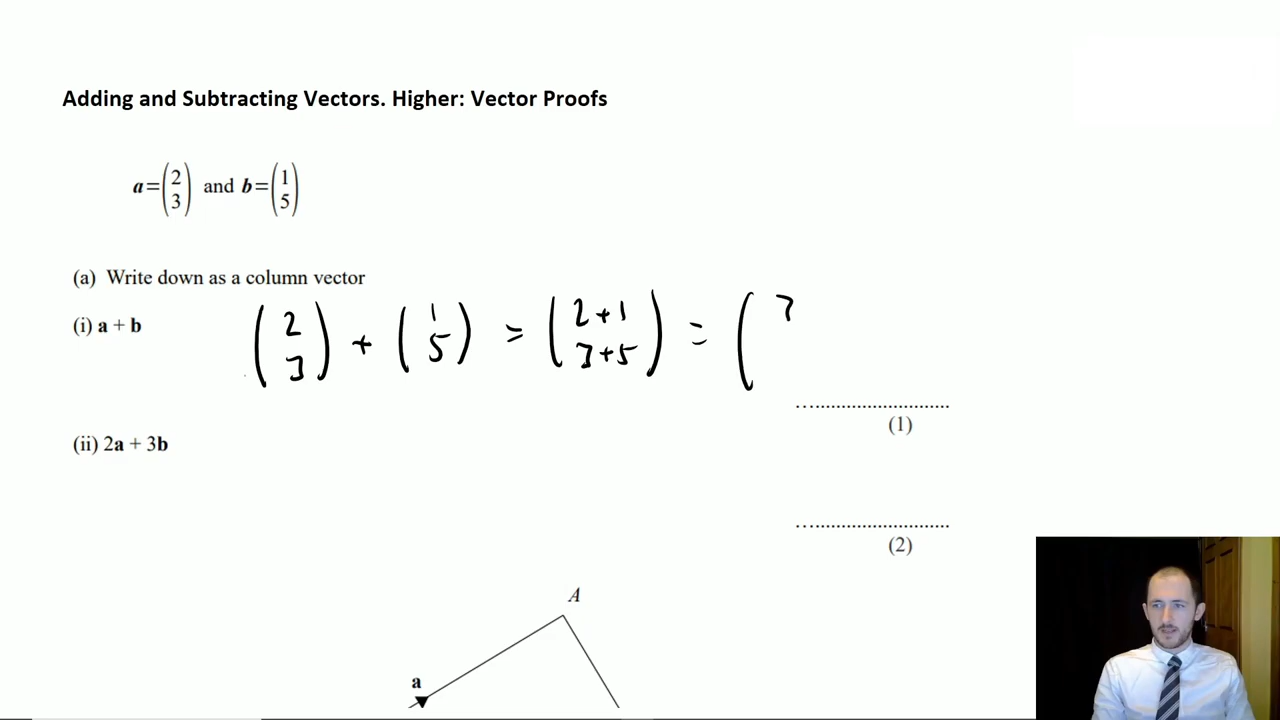 Adding and Subtracting Vectors. Higher: Vector Proofs
a=(2 3) and b=(1 5)
(a) Write down as a column vector
(i) a + b (2 3) + (1 5) = (2+1 3+5) = (3
(1)
(ii) 2a + 3b
(2)
A
a